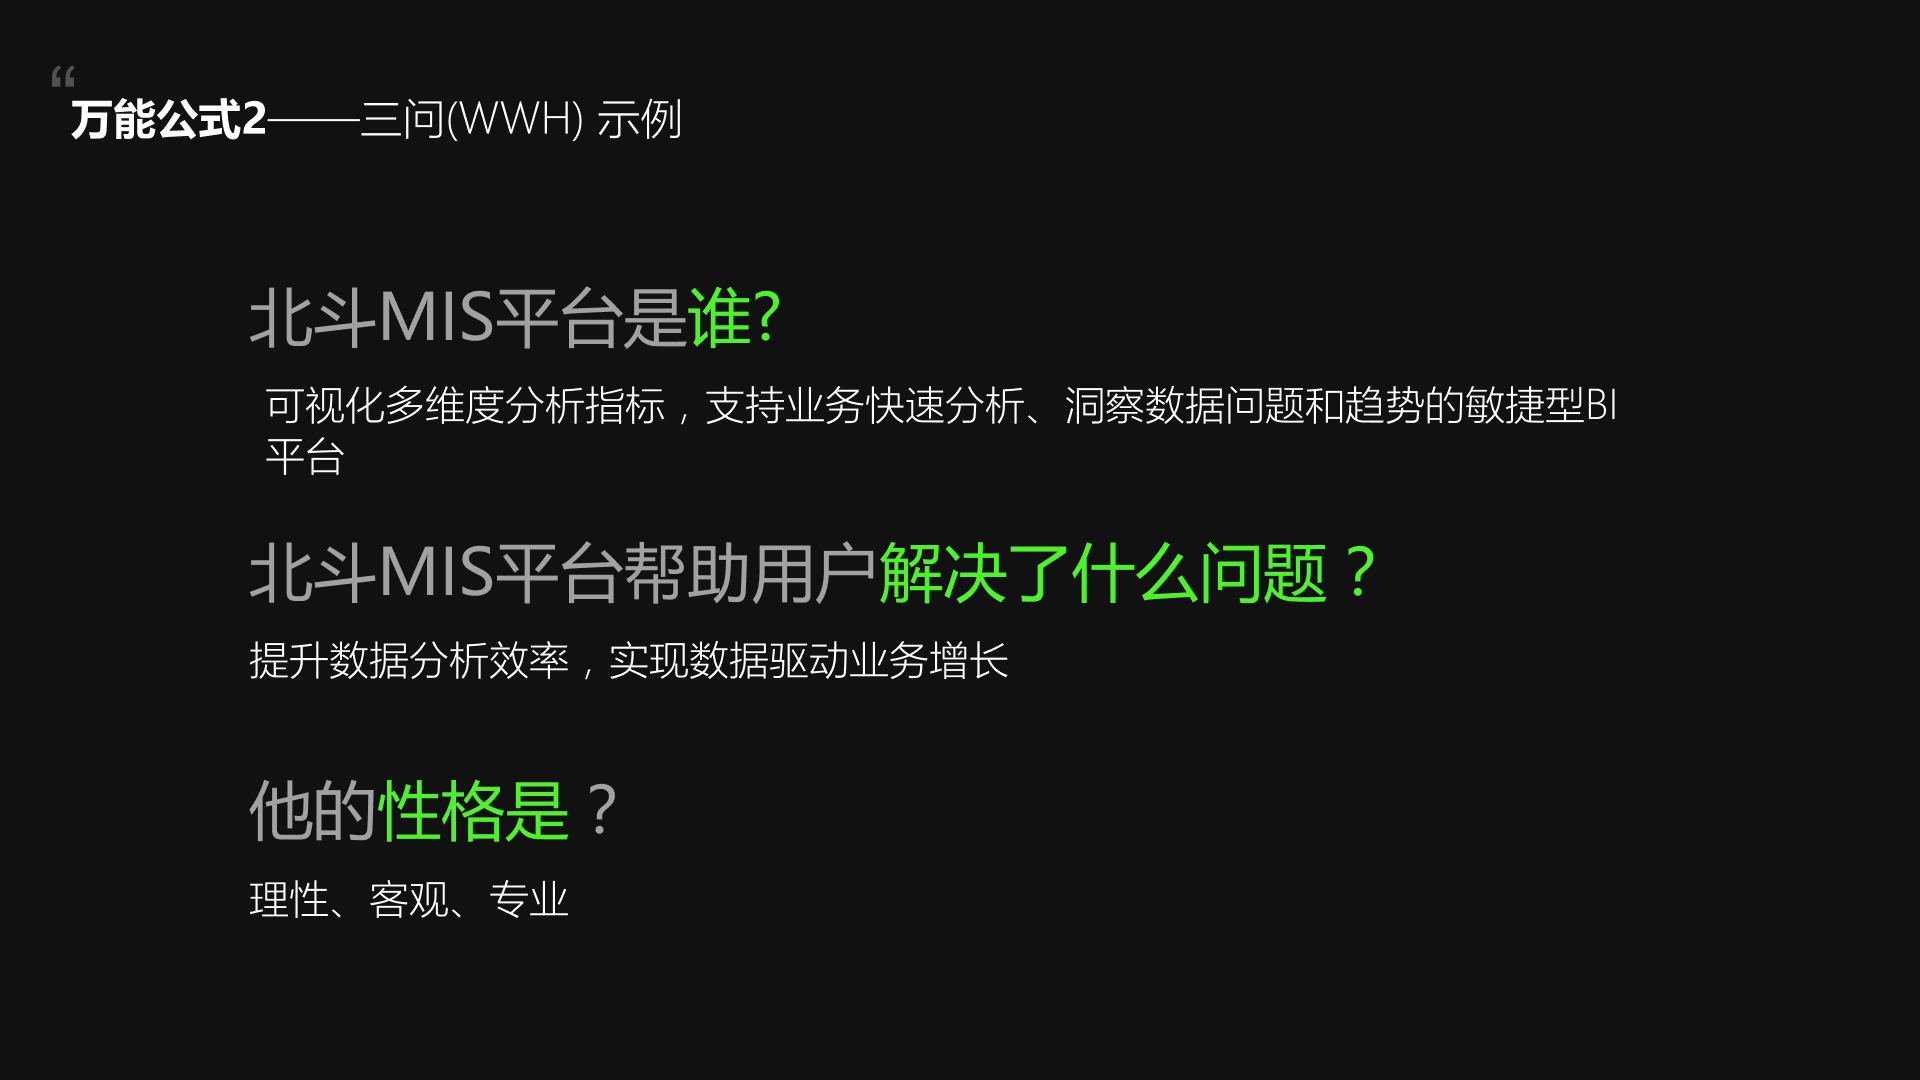 “
万能公式2——三问(WWH) 示例
北斗MIS平台是谁?
可视化多维度分析指标，支持业务快速分析、洞察数据问题和趋势的敏捷型BI
平台
北斗MIS平台帮助用户解决了什么问题？
提升数据分析效率，实现数据驱动业务增长
他的性格是？
理性、客观、 专业